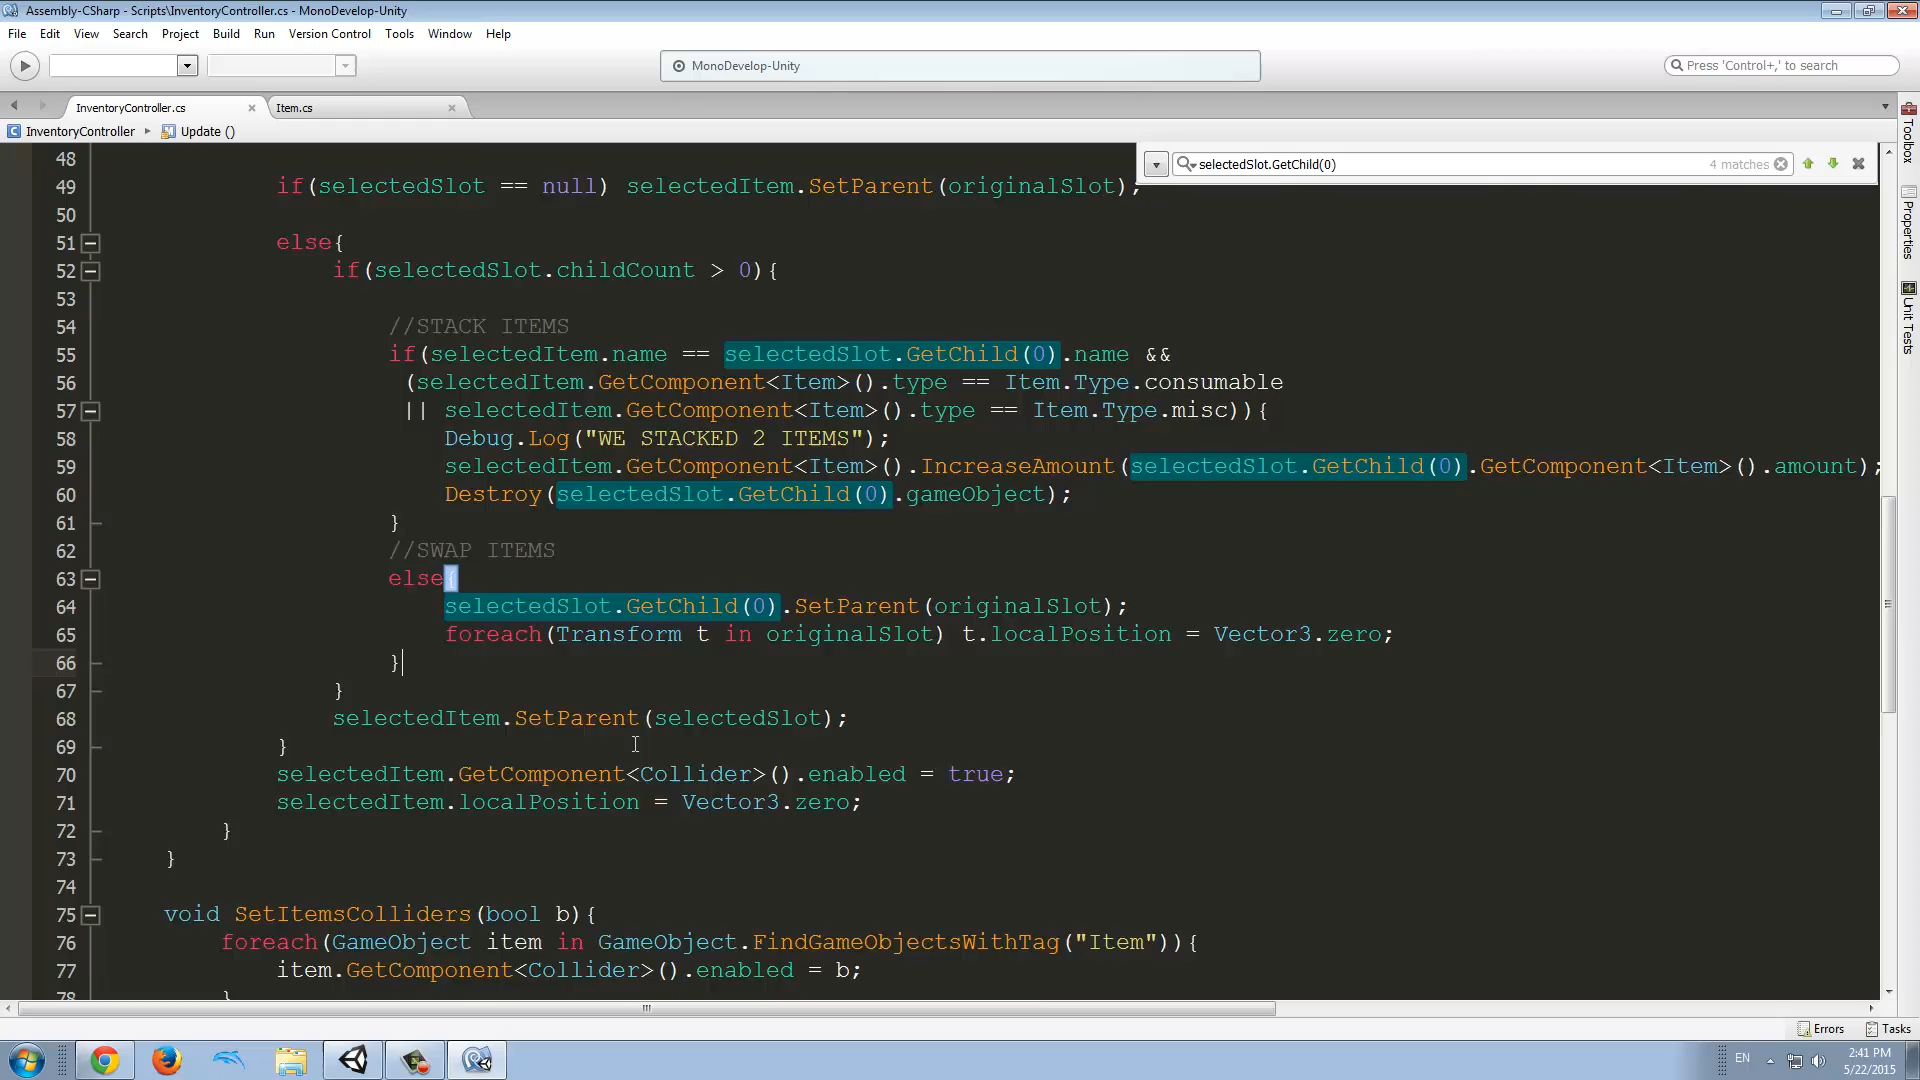 Assembly-CSharp - Scripts\InventoryController.cs - MonoDevelop-Unity
File Edit View Search Project Build Run Version Control Tools Window Help
MonoDevelop-Unity
Press 'Control+,' to search
InventoryController.cs
Item.cs
InventoryController Update ()
selectedSlot.GetChild(0) 4 matches
Toolbox
Properties
Unit Tests
48
49 if(selectedSlot == null) selectedItem.SetParent(originalSlot);
50
51 else{
52 if(selectedSlot.childCount > 0){
53
54 //STACK ITEMS
55 if(selectedItem.name == selectedSlot.GetChild(0).name &&
56 (selectedItem.GetComponent<Item>().type == Item.Type.consumable
57 || selectedItem.GetComponent<Item>().type == Item.Type.misc)){
58 Debug.Log("WE STACKED 2 ITEMS");
59 selectedItem.GetComponent<Item>().IncreaseAmount(selectedSlot.GetChild(0).GetComponent<Item>().amount);
60 Destroy(selectedSlot.GetChild(0).gameObject);
61 }
62 //SWAP ITEMS
63 else{
64 selectedSlot.GetChild(0).SetParent(originalSlot);
65 foreach(Transform t in originalSlot) t.localPosition = Vector3.zero;
66 }
67 }
68 selectedItem.SetParent(selectedSlot);
69 }
70 selectedItem.GetComponent<Collider>().enabled = true;
71 selectedItem.localPosition = Vector3.zero;
72 }
73 }
74
75 void SetItemsColliders(bool b){
76 foreach(GameObject item in GameObject.FindGameObjectsWithTag("Item")){
77 item.GetComponent<Collider>().enabled = b;
78 }
Errors Tasks
EN
2:41 PM
5/22/2015